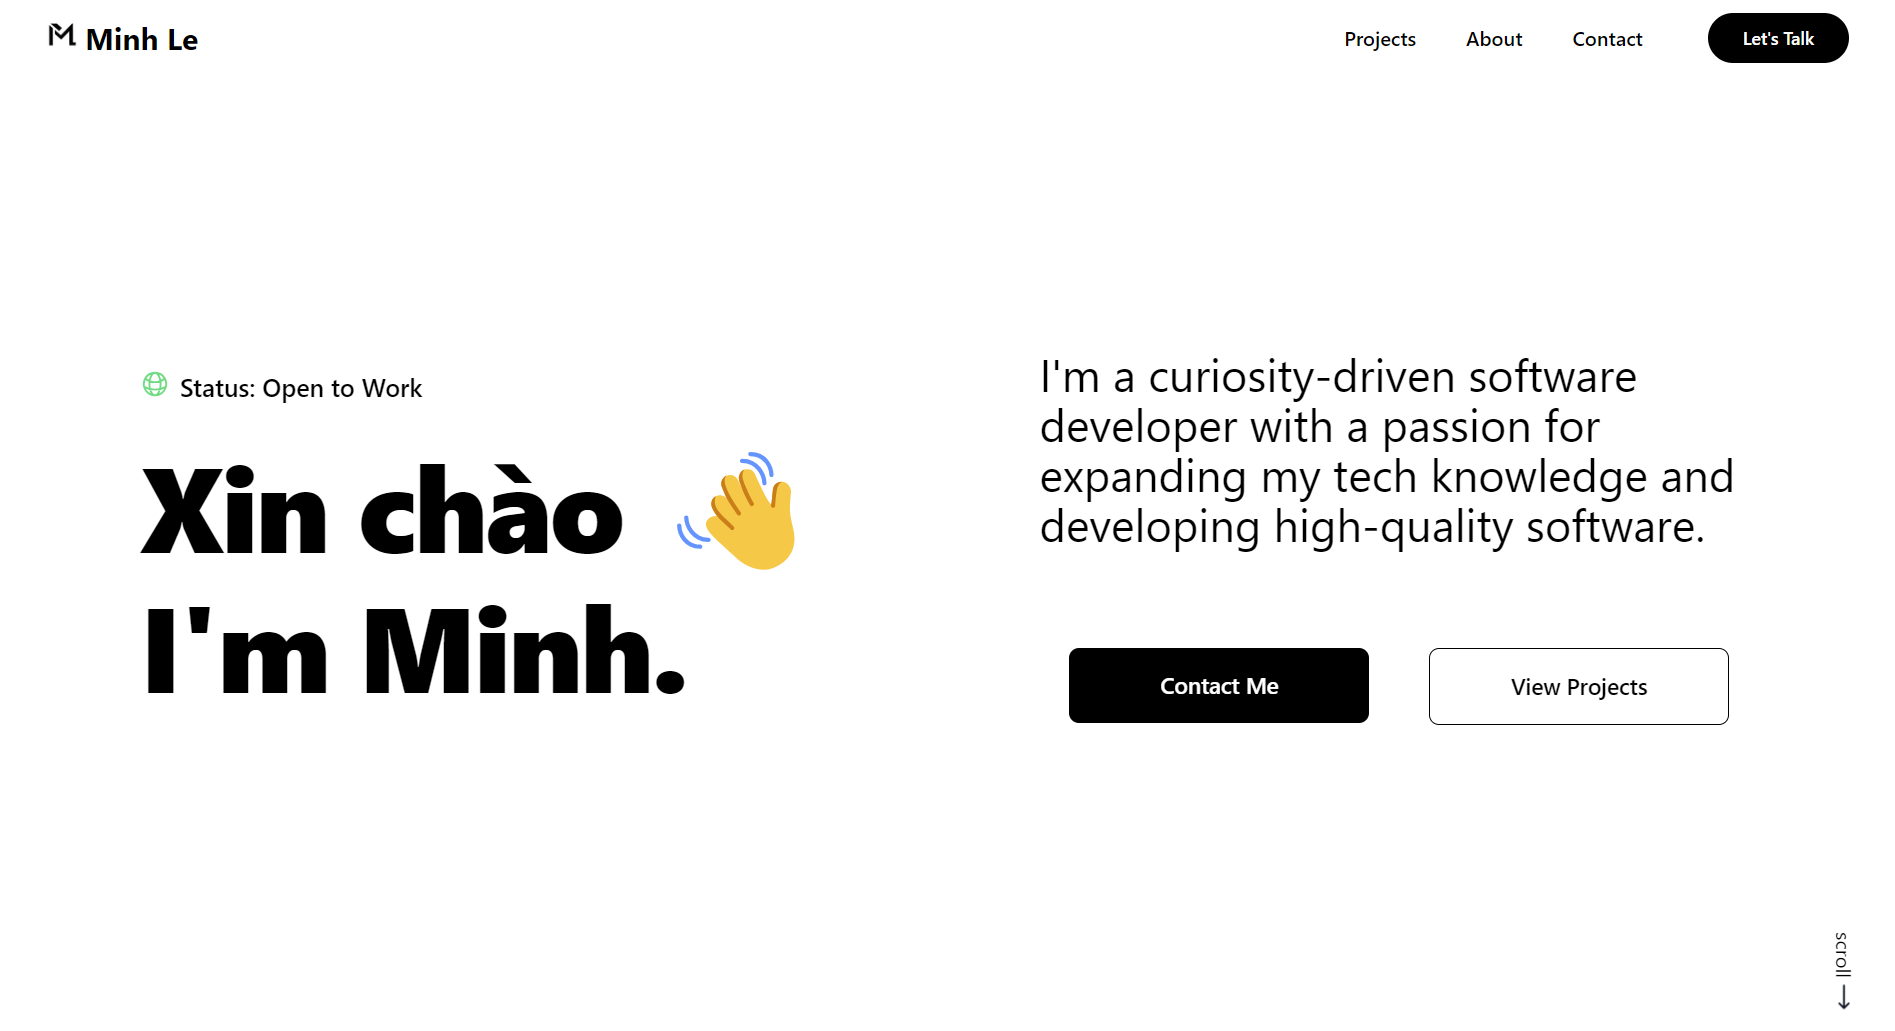 Minh Le
Projects
About
Contact
Let's Talk
Status: Open to Work
Xin chào
I'm Minh.
I'm a curiosity-driven software
developer with a passion for
expanding my tech knowledge and
developing high-quality software.
Contact Me
View Projects
scroll